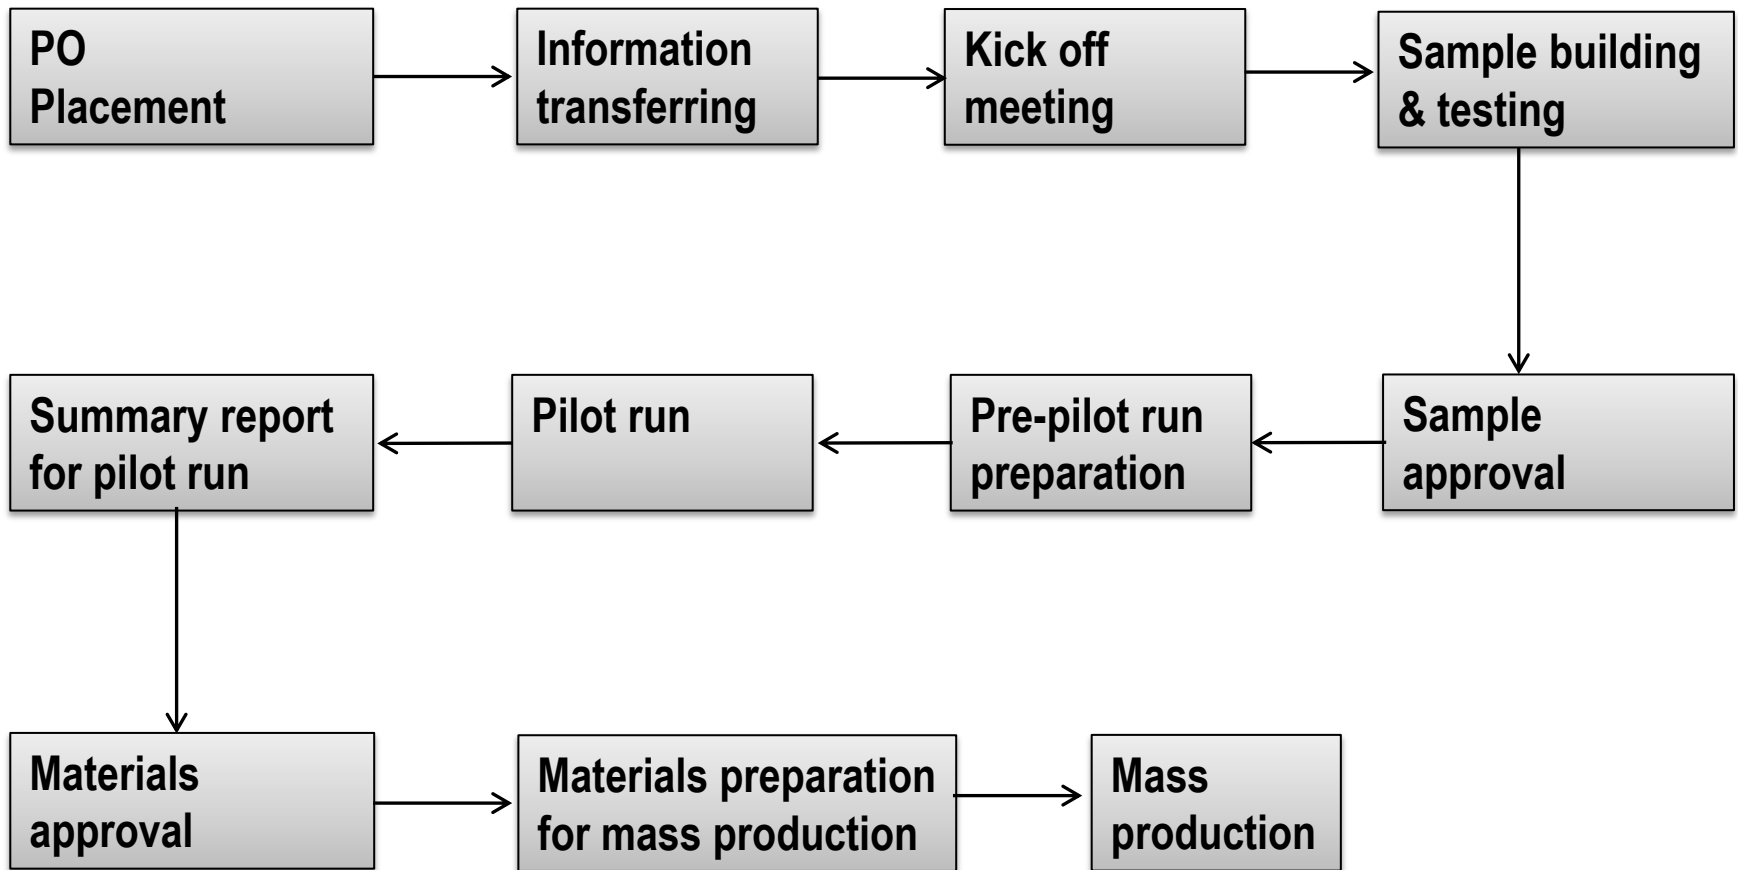 PO
Placement
Information
transferring
Kick off
meeting
Sample building
& testing
Summary report
for pilot run
Pilot run
Pre-pilot run
preparation
Sample
approval
Materials
approval
Materials preparation
for mass production
Mass
production